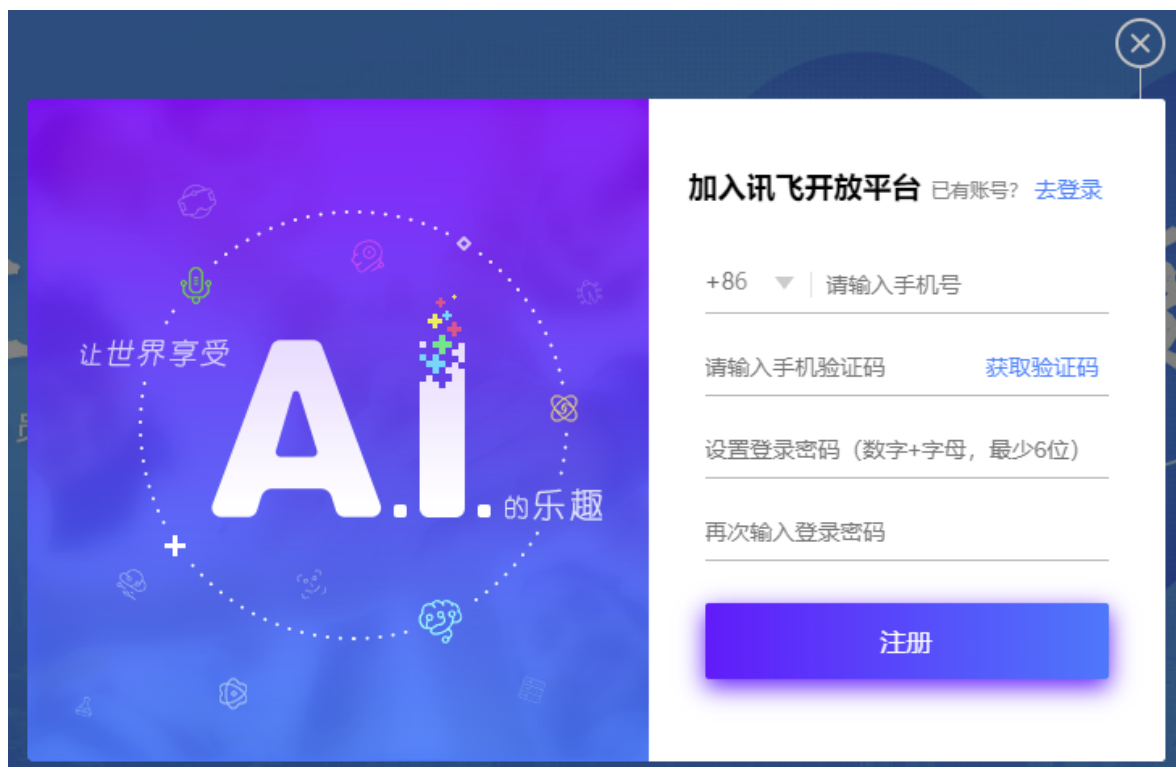 让世界享受
A.I.的乐趣
加入讯飞开放平台 已有账号? 去登录
+86 请输入手机号
请输入手机验证码 获取验证码
设置登录密码（数字+字母，最少6位）
再次输入登录密码
注册